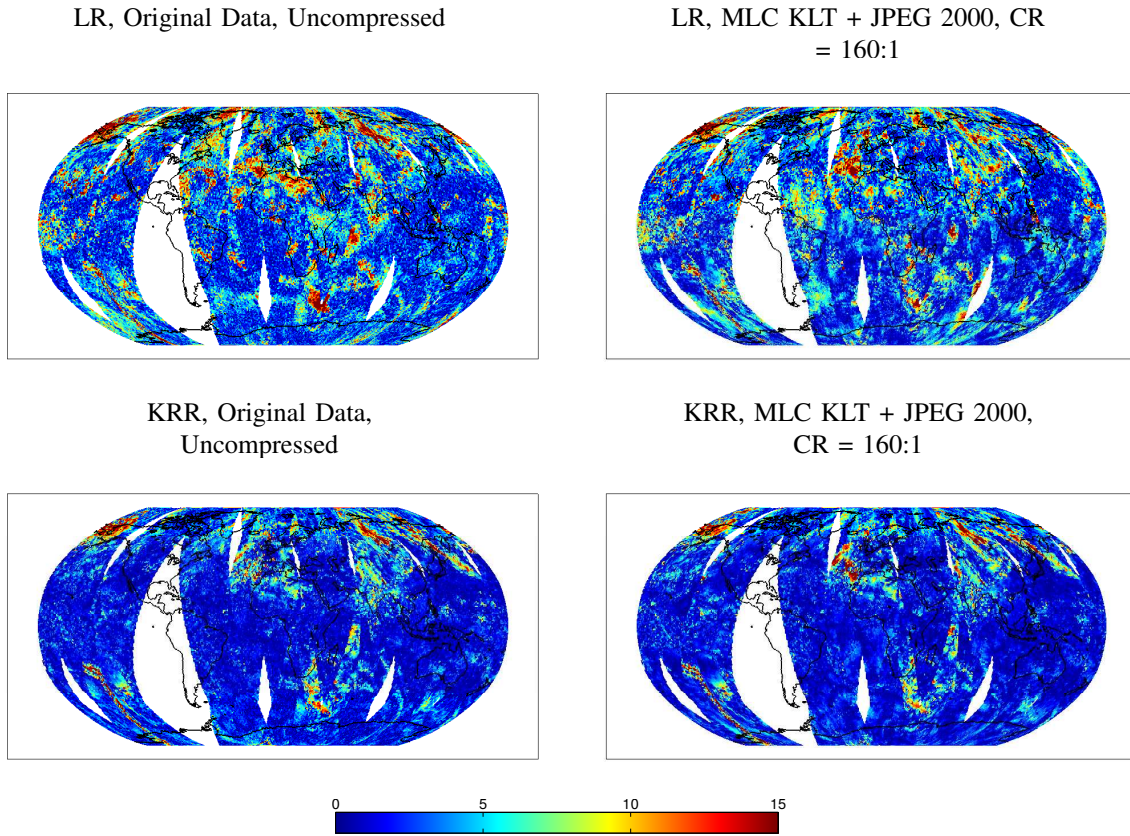 LR, Original Data, Uncompressed
LR, MLC KLT + JPEG 2000, CR
= 160:1
KRR, Original Data,
Uncompressed
KRR, MLC KLT + JPEG 2000,
CR = 160:1
0 5 10 15